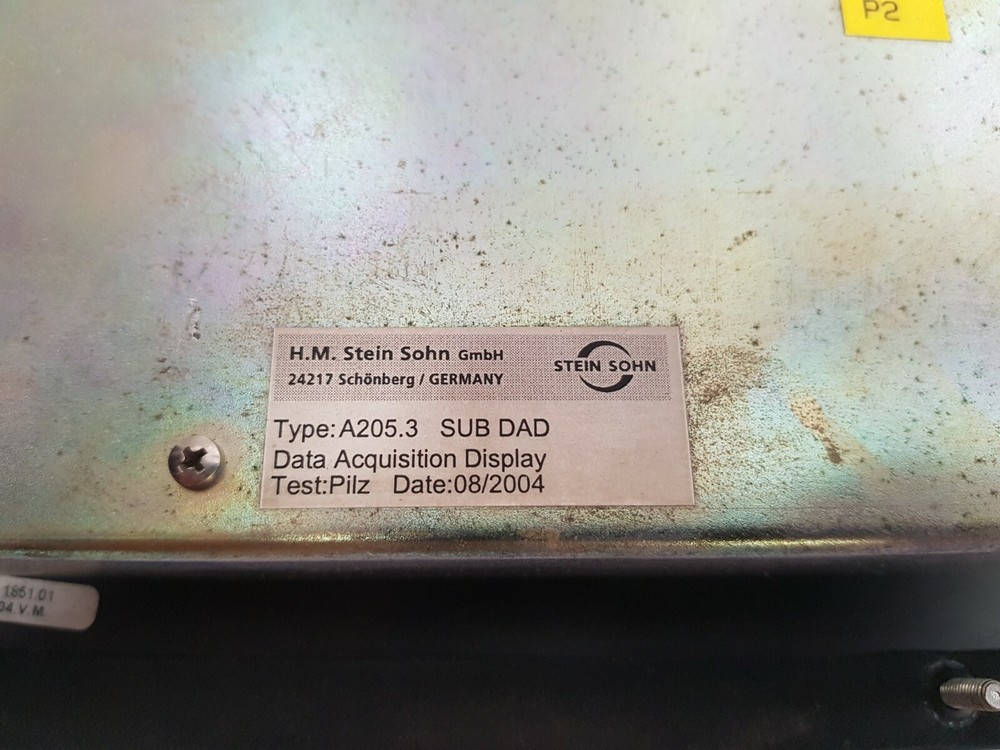 P2
H.M. Stein Sohn GmbH
24217 Schönberg / GERMANY
STEIN SOHN
Type:A205.3 SUB DAD
Data Acquisition Display
Test:Pilz Date:08/2004
1851.01
04.V.M.